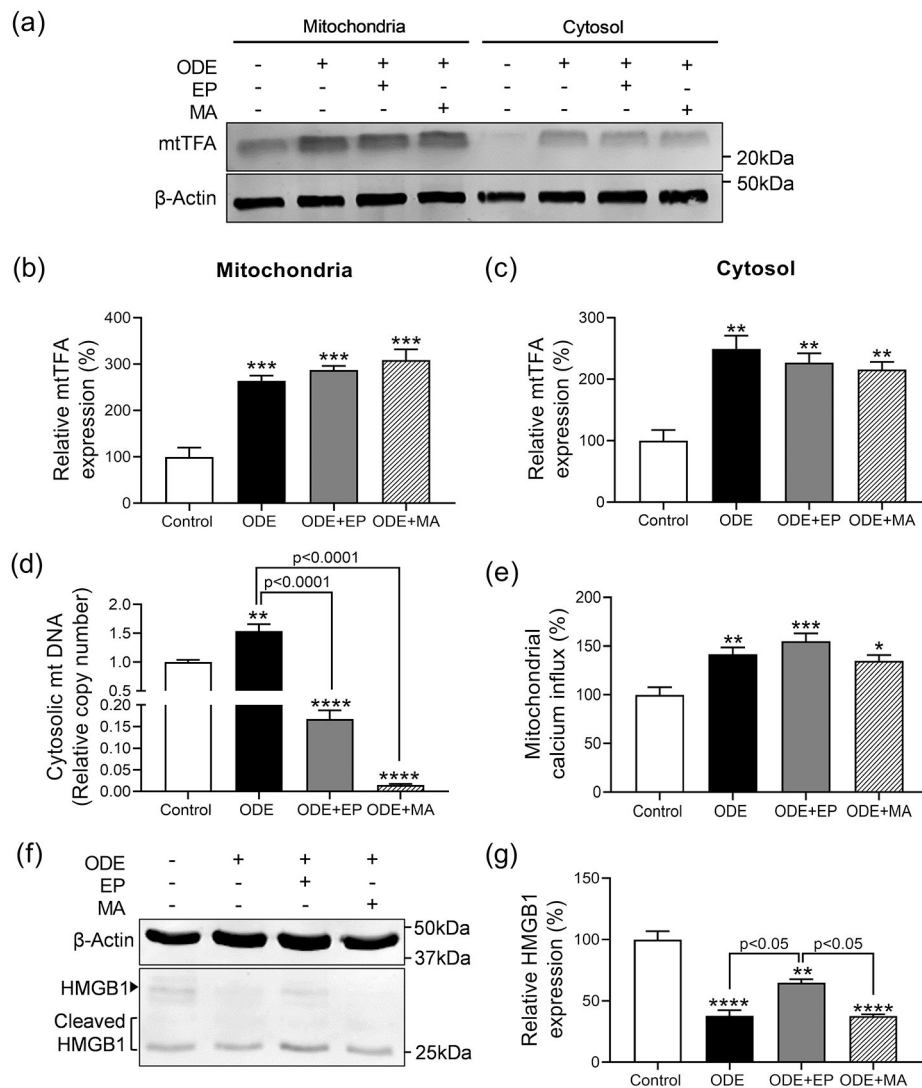 (a)
Mitochondria Cytosol
ODE - + + + - + + +
EP - - + - - - + -
MA - - - + - - - +
mtTFA
20kDa
50kDa
β-Actin
(b) Mitochondria
Relative mtTFA
expression (%)
400
300
200
100
0
***
***
***
Control ODE ODE+EP ODE+MA
(c) Cytosol
Relative mtTFA
expression (%)
300
200
100
0
**
**
**
Control ODE ODE+EP ODE+MA
(d)
Cytosolic mt DNA
(Relative copy number)
2.0
1.5
1.0
0.5
0.20
0.15
0.10
0.05
0.00
p<0.0001
p<0.0001
**
****
****
Control ODE ODE+EP ODE+MA
(e)
Mitochondrial
calcium influx (%)
200
150
100
50
0
**
***
*
Control ODE ODE+EP ODE+MA
(f)
ODE - + + +
EP - - + -
MA - - - +
50kDa
β-Actin
37kDa
HMGB1
Cleaved
HMGB1
25kDa
(g)
Relative HMGB1
expression (%)
150
100
50
0
p<0.05 p<0.05
****
**
****
Control ODE ODE+EP ODE+MA